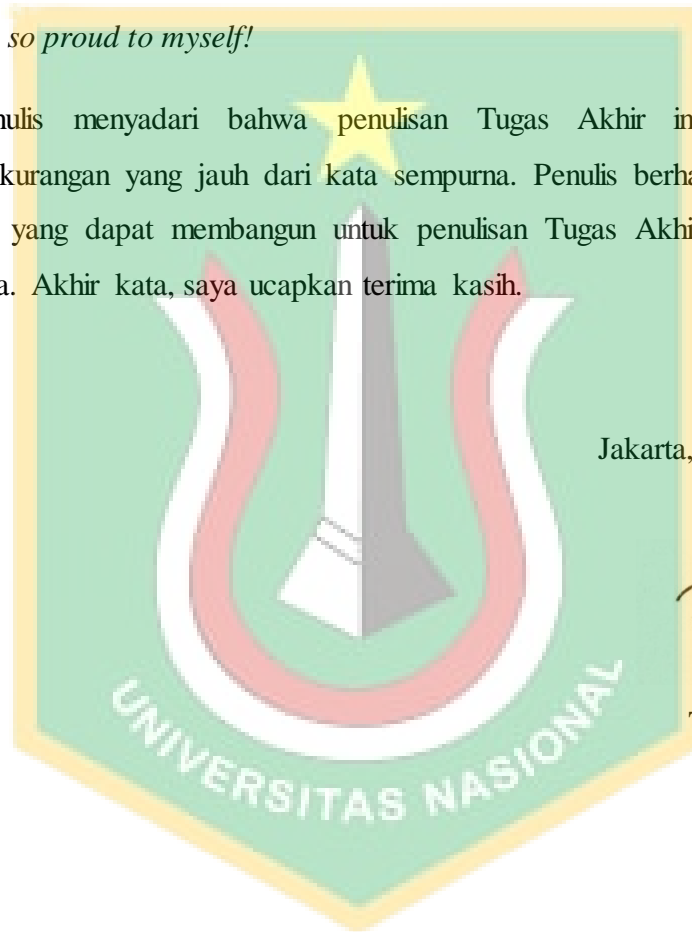 so proud to myself!
nulis menyadari bahwa penulisan Tugas Akhir in
kurangan yang jauh dari kata sempurna. Penulis berha
yang dapat membangun untuk penulisan Tugas Akhi
a. Akhir kata, saya ucapkan terima kasih.
Jakarta,
UNIVERSITAS NASIONAL